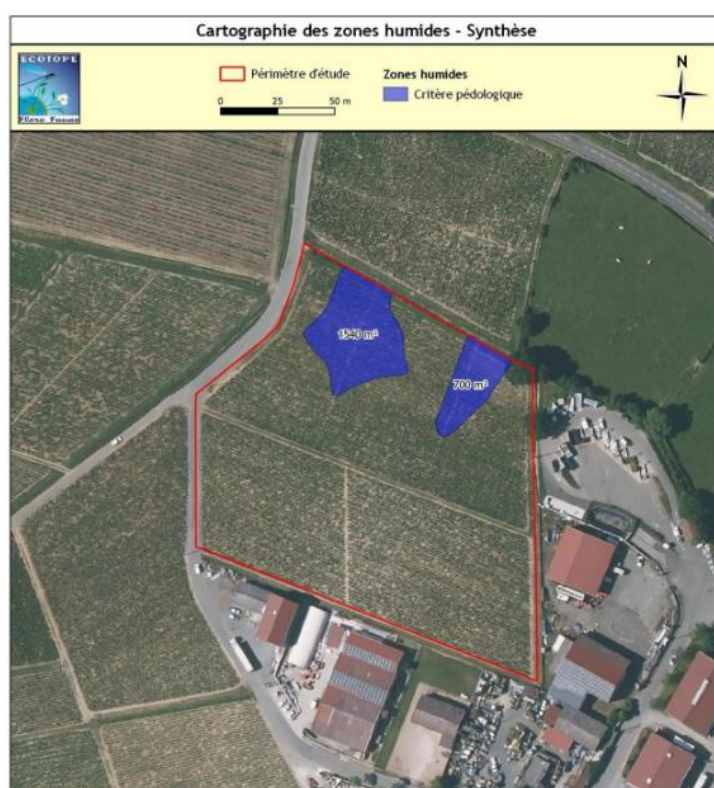 Cartographie des zones humides - Synthèse
ECOTOPE
Flore Faune
Périmètre d'étude
0 25 50 m
Zones humides
Critère pédologique
N
1540 m²
700 m²